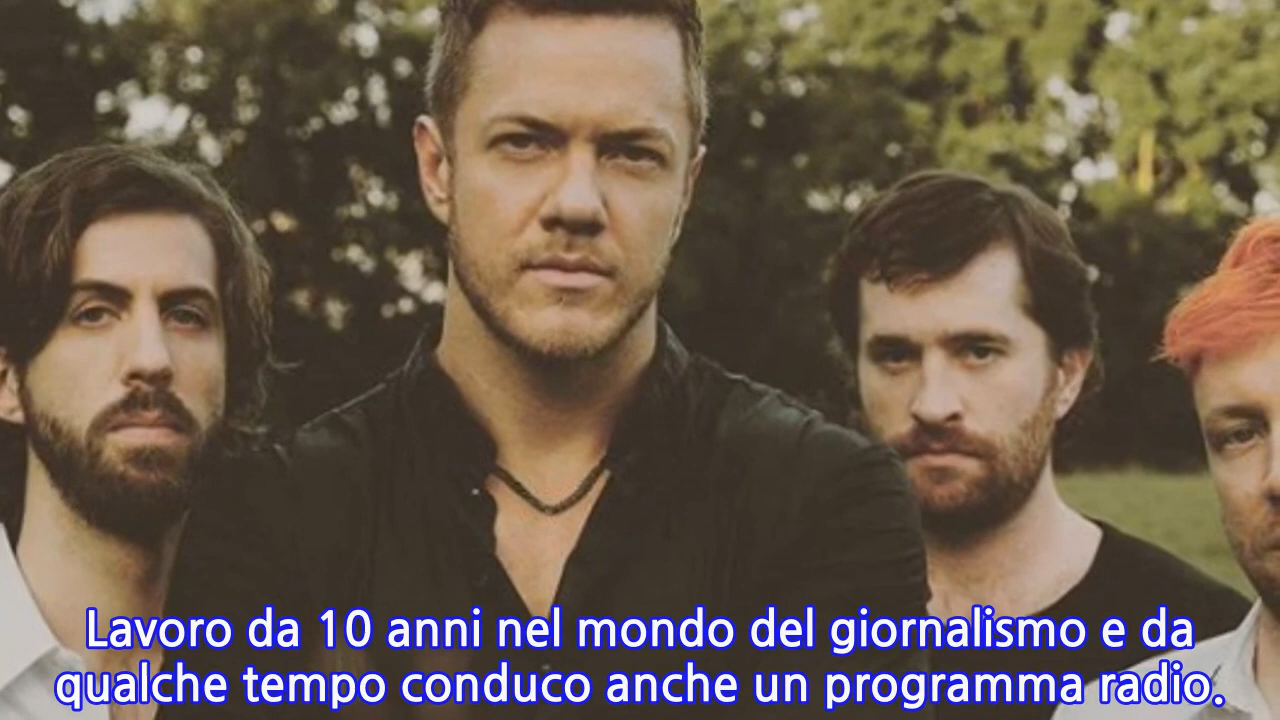 Lavoro da 10 anni nel mondo del giornalismo e da
qualche tempo conduco anche un programma radio.